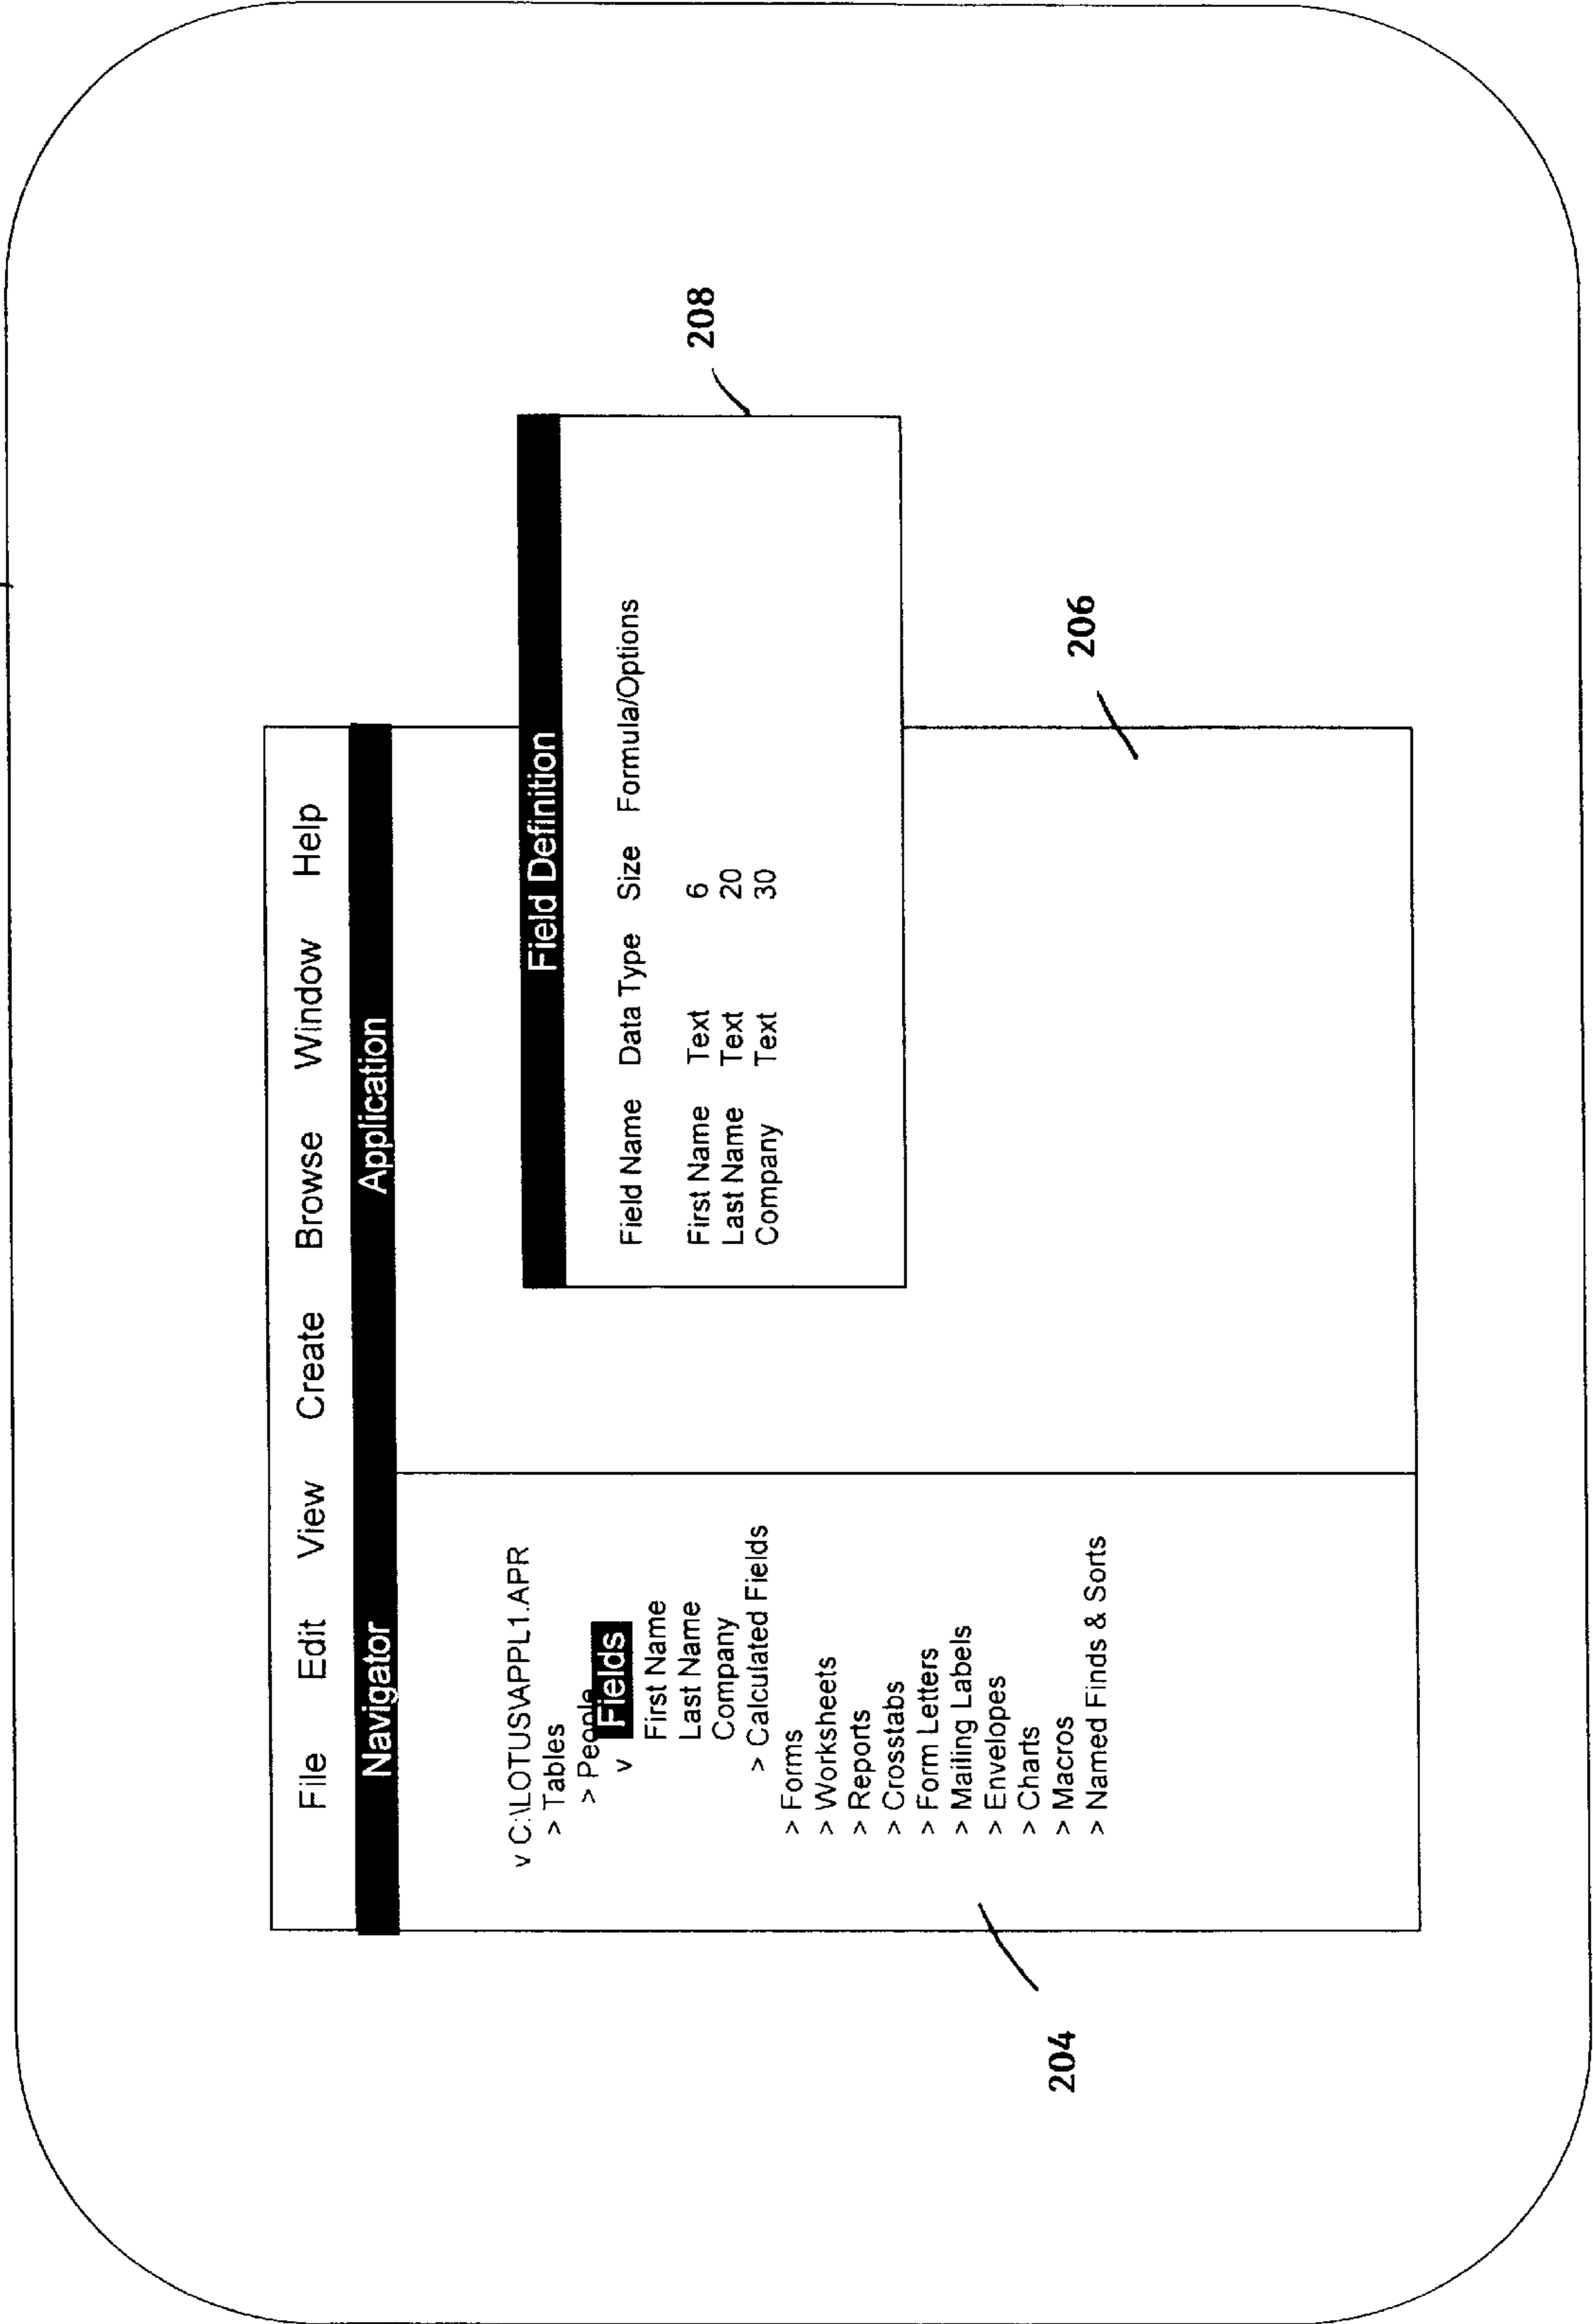 File Edit View Create Browse Window Help
Navigator Application
v C:\LOTUS\APPL1.APR
> Tables
> People
v Fields
First Name
Last Name
Company
> Calculated Fields
> Forms
> Worksheets
> Reports
> Crosstabs
> Form Letters
> Mailing Labels
> Envelopes
> Charts
> Macros
> Named Finds & Sorts
204
Field Definition
Field Name Data Type Size Formula/Options
First Name Text 6
Last Name Text 20
Company Text 30
208
206